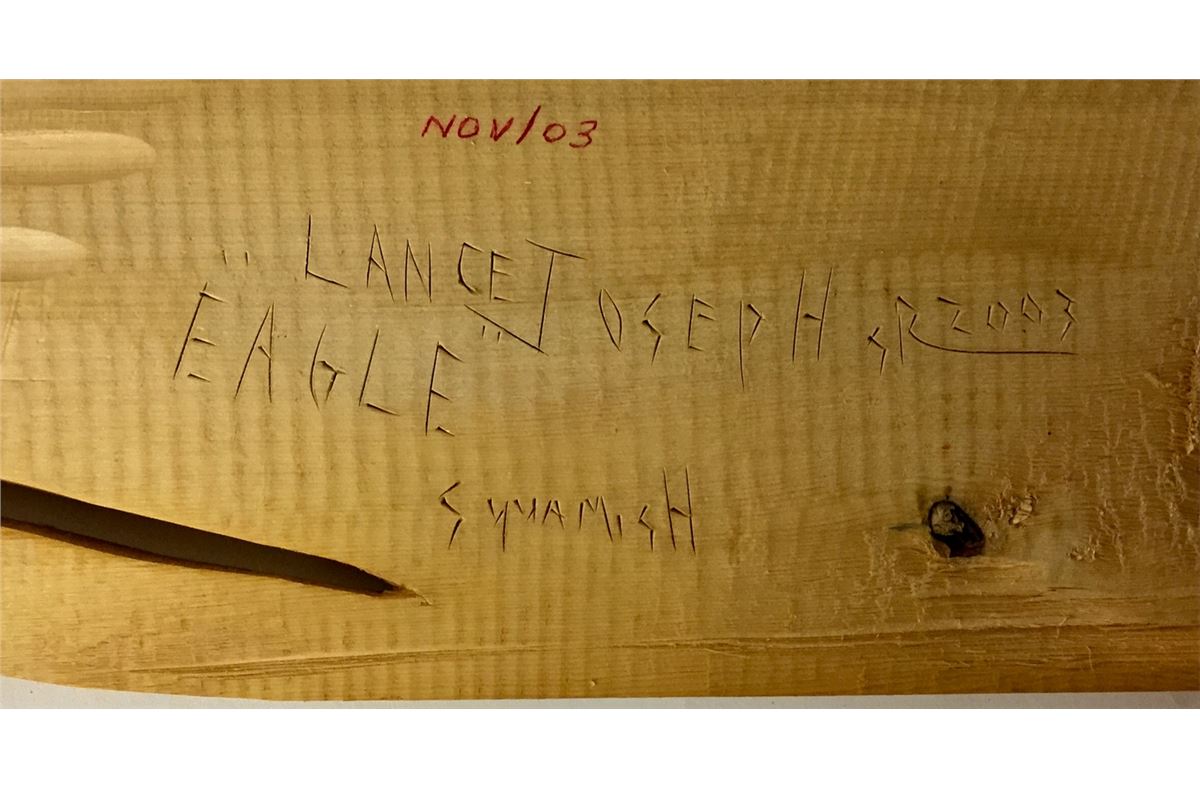 NOV/03
LANCE JOSEPH SR 2003
"EAGLE"
SQUAMISH